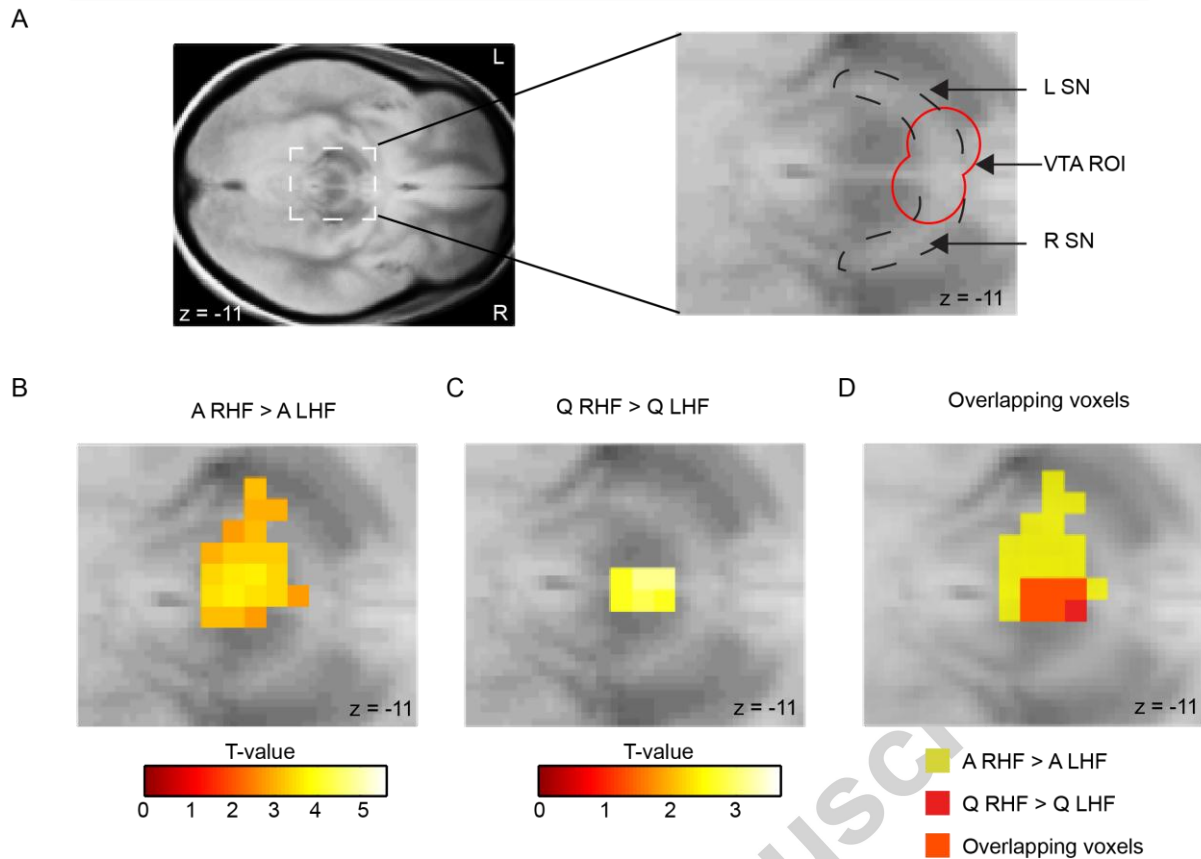 A
L
R
z = -11
L SN
VTA ROI
R SN
z = -11
B
A RHF > A LHF
z = -11
T-value
0 1 2 3 4 5
C
Q RHF > Q LHF
z = -11
T-value
0 1 2 3
D
Overlapping voxels
z = -11
A RHF > A LHF
Q RHF > Q LHF
Overlapping voxels